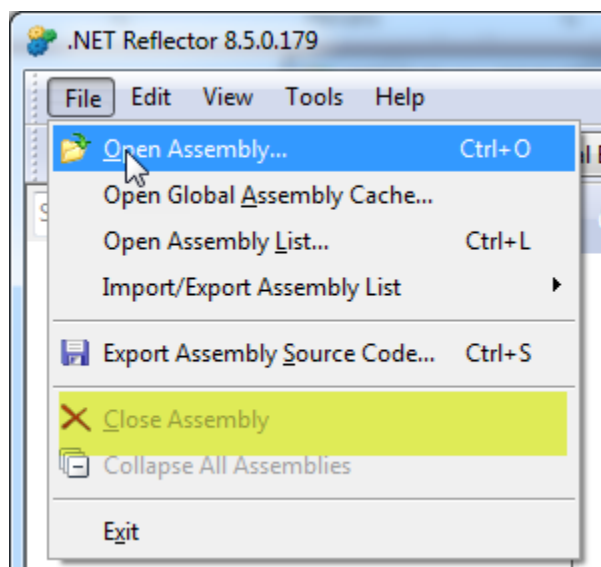 .NET Reflector 8.5.0.179
File Edit View Tools Help
Open Assembly... Ctrl+O
Open Global Assembly Cache...
Open Assembly List... Ctrl+L
Import/Export Assembly List
Export Assembly Source Code... Ctrl+S
Close Assembly
Collapse All Assemblies
Exit